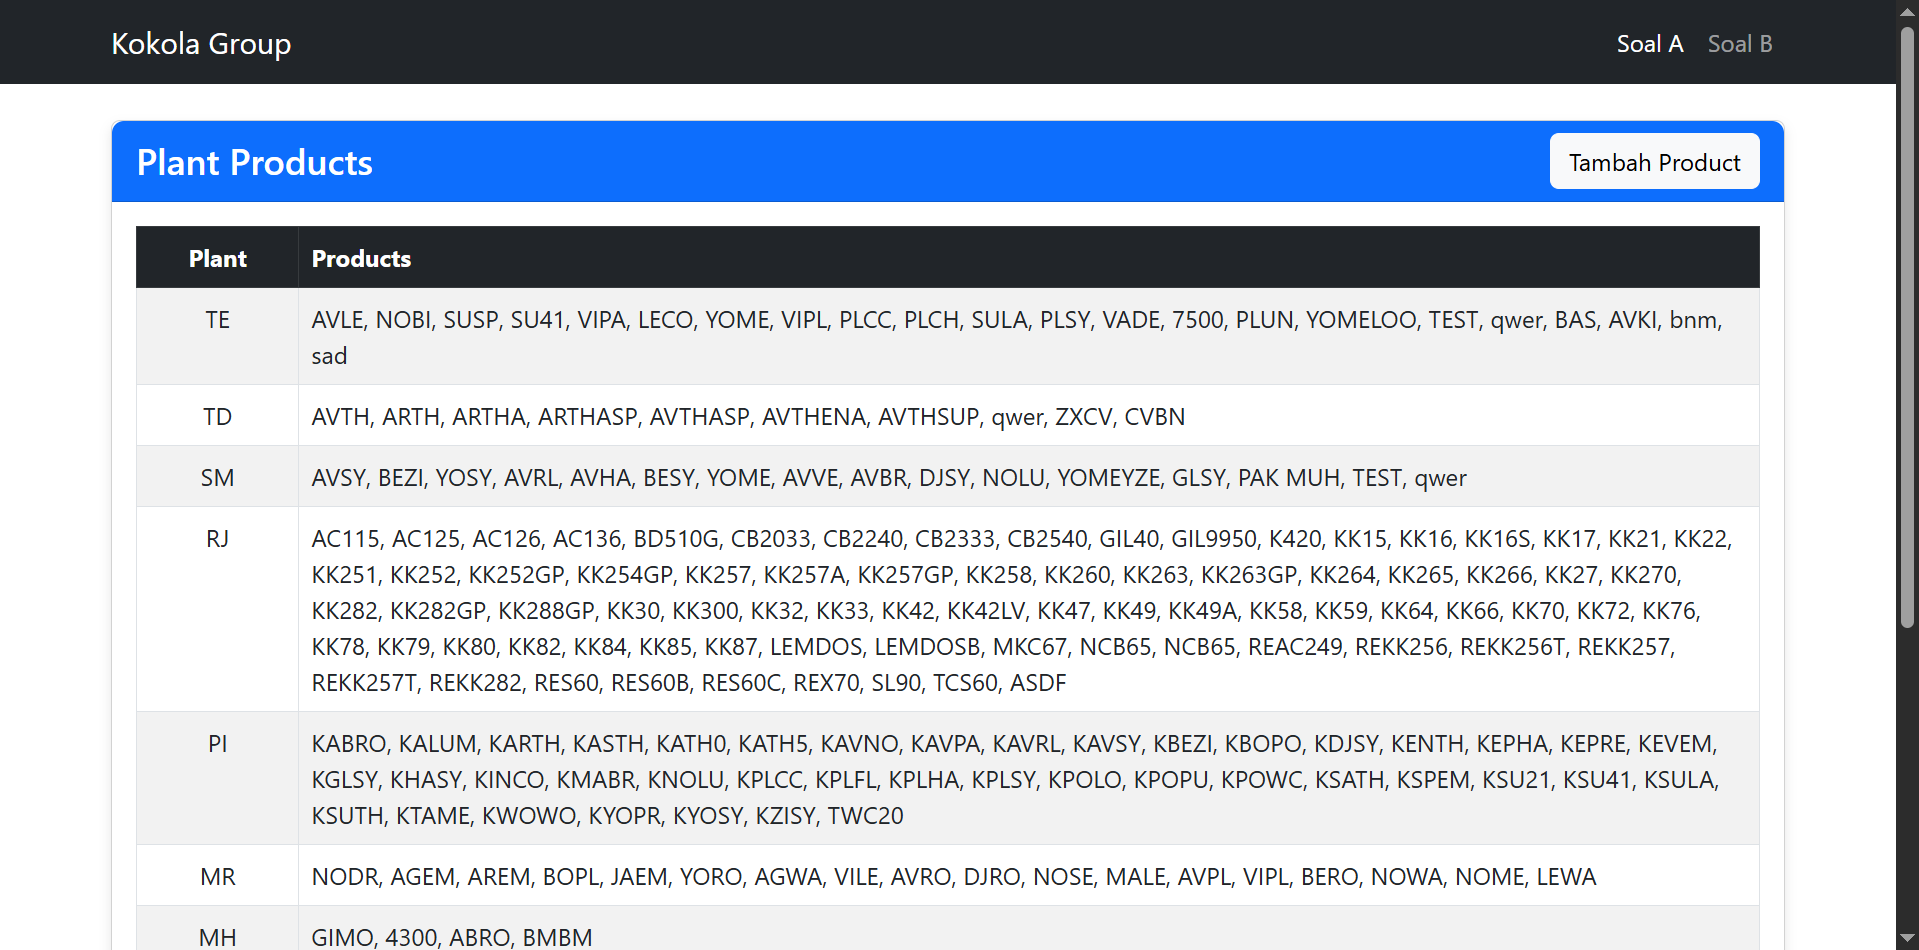 Kokola Group
Soal A
Soal B
Plant Products
Tambah Product
Plant
Products
TE
AVLE, NOBI, SUSP, SU41, VIPA, LECO, YOME, VIPL, PLCC, PLCH, SULA, PLSY, VADE, 7500, PLUN, YOMELOO, TEST, qwer, BAS, AVKI, bnm,
sad
TD
AVTH, ARTH, ARTHA, ARTHASP, AVTHASP, AVTHENA, AVTHSUP, qwer, ZXCV, CVBN
SM
AVSY, BEZI, YOSY, AVRL, AVHA, BESY, YOME, AVVE, AVBR, DJSY, NOLU, YOMEYZE, GLSY, PAK MUH, TEST, qwer
RJ
AC115, AC125, AC126, AC136, BD510G, CB2033, CB2240, CB2333, CB2540, GIL40, GIL9950, K420, KK15, KK16, KK16S, KK17, KK21, KK22,
KK251, KK252, KK252GP, KK254GP, KK257, KK257A, KK257GP, KK258, KK260, KK263, KK263GP, KK264, KK265, KK266, KK27, KK270,
KK282, KK282GP, KK288GP, KK30, KK300, KK32, KK33, KK42, KK42LV, KK47, KK49, KK49A, KK58, KK59, KK64, KK66, KK70, KK72, KK76,
KK78, KK79, KK80, KK82, KK84, KK85, KK87, LEMDOS, LEMDOSB, MKC67, NCB65, NCB65, REAC249, REKK256, REKK256T, REKK257,
REKK257T, REKK282, RES60, RES60B, RES60C, REX70, SL90, TCS60, ASDF
PI
KABRO, KALUM, KARTH, KASTH, KATH0, KATH5, KAVNO, KAVPA, KAVRL, KAVSY, KBEZI, KBOPO, KDJSY, KENTH, KEPHA, KEPRE, KEVEM,
KGLSY, KHASY, KINCO, KMABR, KNOLU, KPLCC, KPLFL, KPLHA, KPLSY, KPOLO, KPOPU, KPOWC, KSATH, KSPEM, KSU21, KSU41, KSULA,
KSUTH, KTAME, KWOWO, KYOPR, KYOSY, KZISY, TWC20
MR
NODR, AGEM, AREM, BOPL, JAEM, YORO, AGWA, VILE, AVRO, DJRO, NOSE, MALE, AVPL, VIPL, BERO, NOWA, NOME, LEWA
MH
GIMO, 4300, ABRO, BMBM